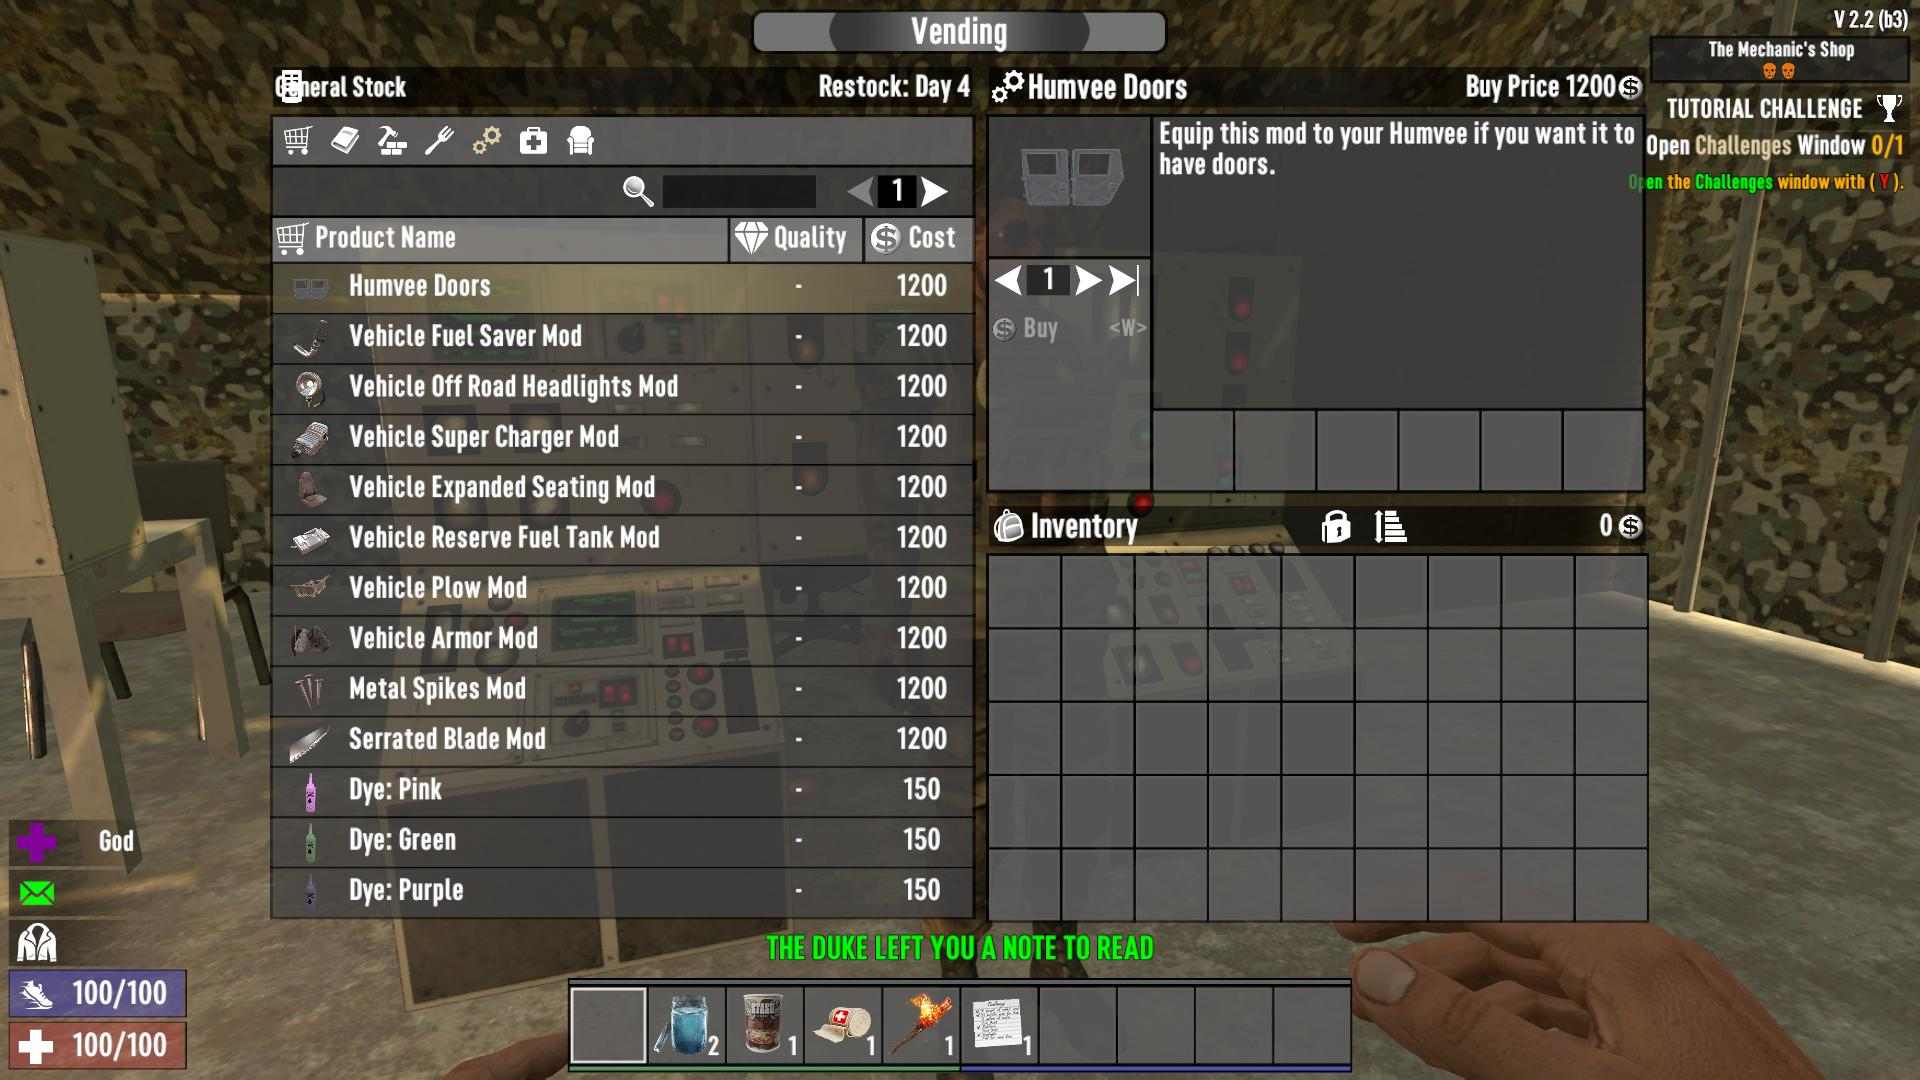 Vending
V 2.2 (b3)
The Mechanic's Shop
TUTORIAL CHALLENGE
Open Challenges Window 0/1
Open the Challenges window with ( Y ).
General Stock
Restock: Day 4
1
Product Name
Quality
Cost
Humvee Doors - 1200
Vehicle Fuel Saver Mod - 1200
Vehicle Off Road Headlights Mod - 1200
Vehicle Super Charger Mod - 1200
Vehicle Expanded Seating Mod - 1200
Vehicle Reserve Fuel Tank Mod - 1200
Vehicle Plow Mod - 1200
Vehicle Armor Mod - 1200
Metal Spikes Mod - 1200
Serrated Blade Mod - 1200
Dye: Pink - 150
Dye: Green - 150
Dye: Purple - 150
Humvee Doors
Buy Price 1200
Equip this mod to your Humvee if you want it to
have doors.
1
Buy <W>
Inventory
0
God
100/100
100/100
THE DUKE LEFT YOU A NOTE TO READ
2
1
1
1
1